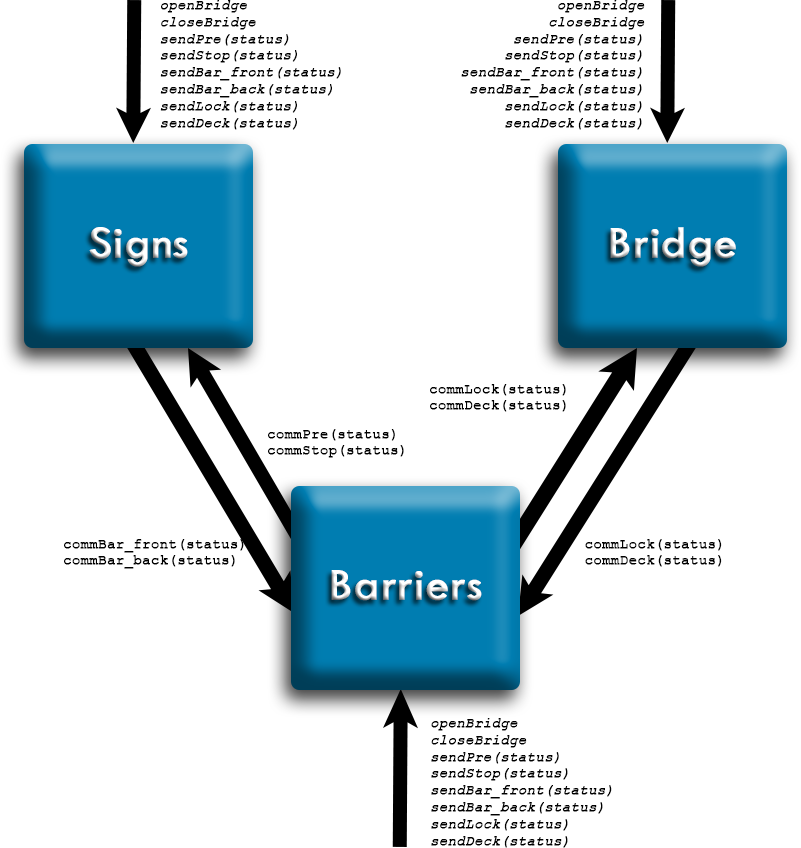 openBridge
closeBridge
sendPre(status)
sendStop(status)
sendBar_front(status)
sendBar_back(status)
sendLock(status)
sendDeck(status)
openBridge
closeBridge
sendPre(status)
sendStop(status)
sendBar_front(status)
sendBar_back(status)
sendLock(status)
sendDeck(status)
Signs
Bridge
commLock(status)
commDeck(status)
commPre(status)
commStop(status)
commBar_front(status)
commBar_back(status)
commLock(status)
commDeck(status)
Barriers
openBridge
closeBridge
sendPre(status)
sendStop(status)
sendBar_front(status)
sendBar_back(status)
sendLock(status)
sendDeck(status)